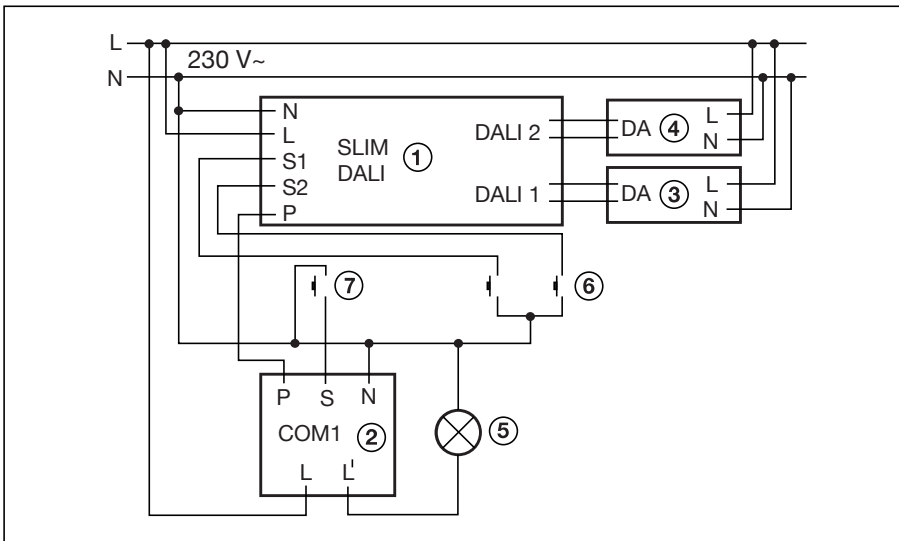 L
230 V~
N
N
L
S1
S2
P
SLIM
DALI
1
DALI 2
DALI 1
DA 4
L
N
DA 3
L
N
7
6
P S N
COM1 2
L L'
5